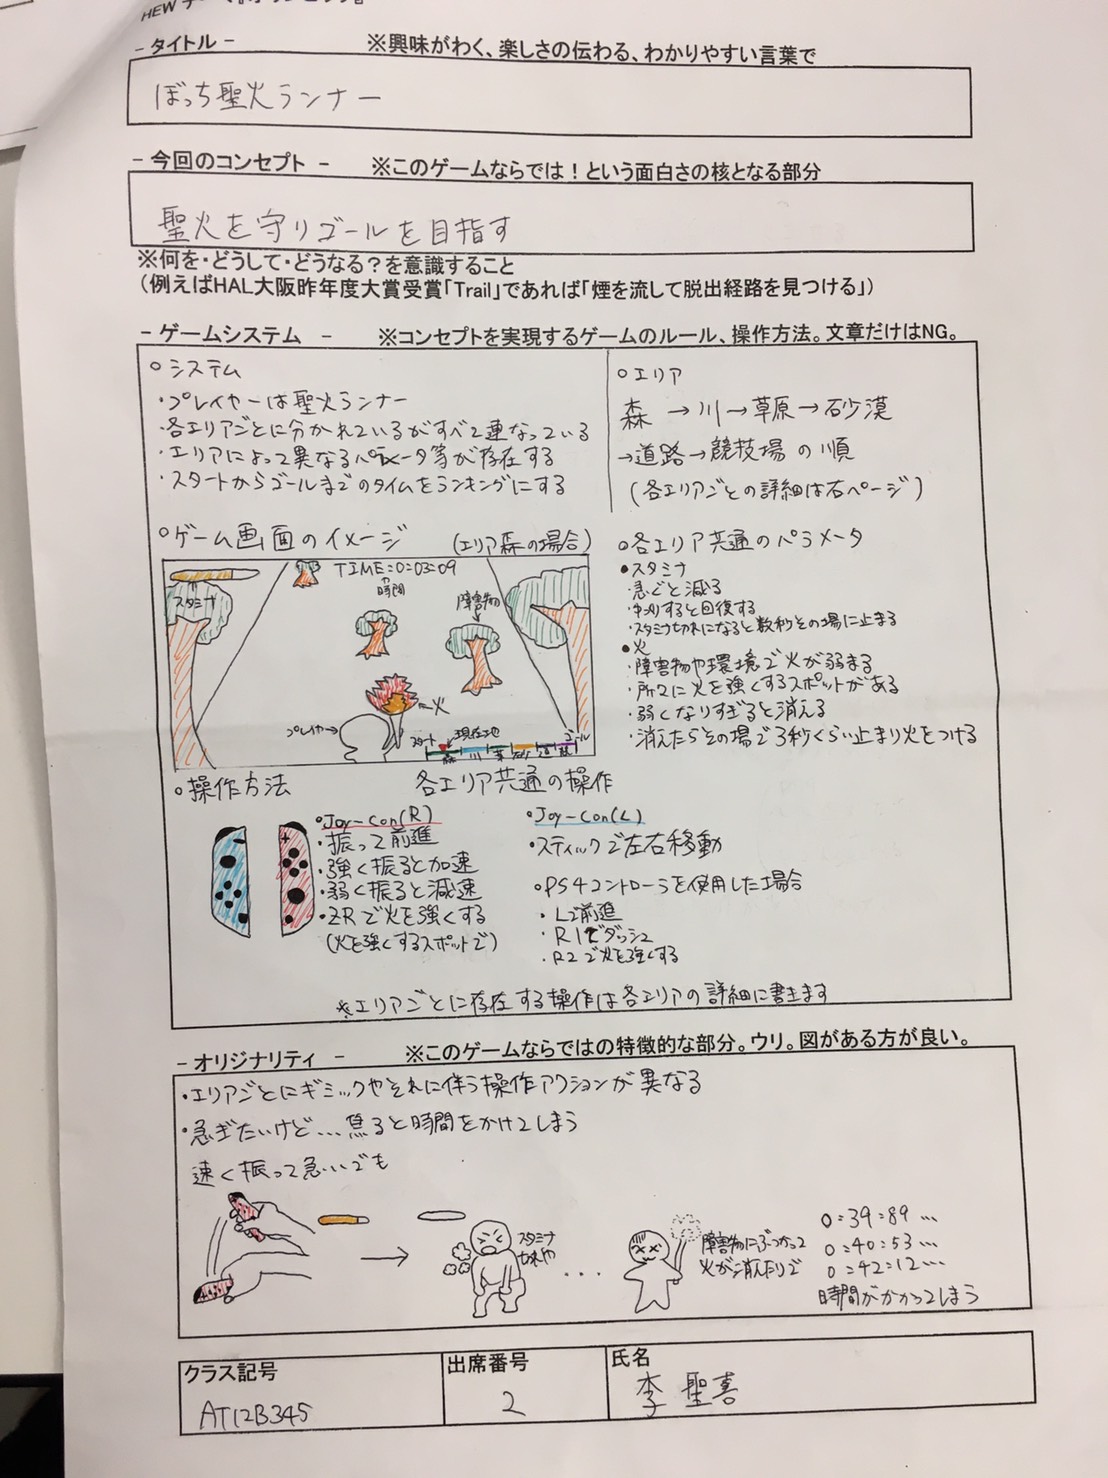 - タイトル -　※興味がわく、楽しさの伝わる、わかりやすい言葉で
ぼっち聖火ランナー
- 今回のコンセプト -　※このゲームならでは！という面白さの核となる部分
聖火を守りゴールを目指す
※何を・どうして・どうなる？を意識すること
（例えばHAL大阪昨年度大賞受賞「Trail」であれば「煙を流して脱出経路を見つける」）
- ゲームシステム -　※コンセプトを実現するゲームのルール、操作方法。文章だけはNG。
○システム
・プレイヤーは聖火ランナー
・各エリアごとに分かれているがすべて連なっている
・エリアによって異なるパラメータ等が存在する
・スタートからゴールまでのタイムをランキングにする
○エリア
森→川→草原→砂漠
→道路→競技場の順
(各エリアごとの詳細は右ページ)
○ゲーム画面のイメージ (エリア森の場合)
TIME=0:03:09
時間
スタミナ
障害物
火
プレイヤ
スタート
現在地
ゴール
森 川 草 砂 道 競
○各エリア共通のパラメータ
●スタミナ
・急ぐと減る
・ゆっくりすると回復する
・スタミナ切れになると数秒その場に止まる
●火
・障害物や環境で火が弱まる
・所々に火を強くするスポットがある
・弱くなりすぎると消える
・消えたらその場で3秒くらい止まり火をつける
○操作方法　各エリア共通の操作
○Joy-con(R)
・振って前進
・強く振ると加速
・弱く振ると減速
・ZRで火を強くする
(火を強くするスポットで)
○Joy-con(L)
・スティックで左右移動
○PS4コントローラを使用した場合
・L2前進
・R1でダッシュ
・R2で火を強くする
※エリアごとに存在する操作は各エリアの詳細に書きます
- オリジナリティ -　※このゲームならではの特徴的な部分。ウリ。図がある方が良い。
・エリアごとにギミックやそれに伴う操作アクションが異なる
・急ぎたいけど...焦ると時間をかけてしまう
速く振って急いでも
スタミナ
切れや
...
障害物にぶつかって
火が消えたりで
0:39:89 ...
0:40:53 ...
0:42:12 ...
時間がかかってしまう
クラス記号
AT12B345
出席番号
2
氏名
李 聖喜